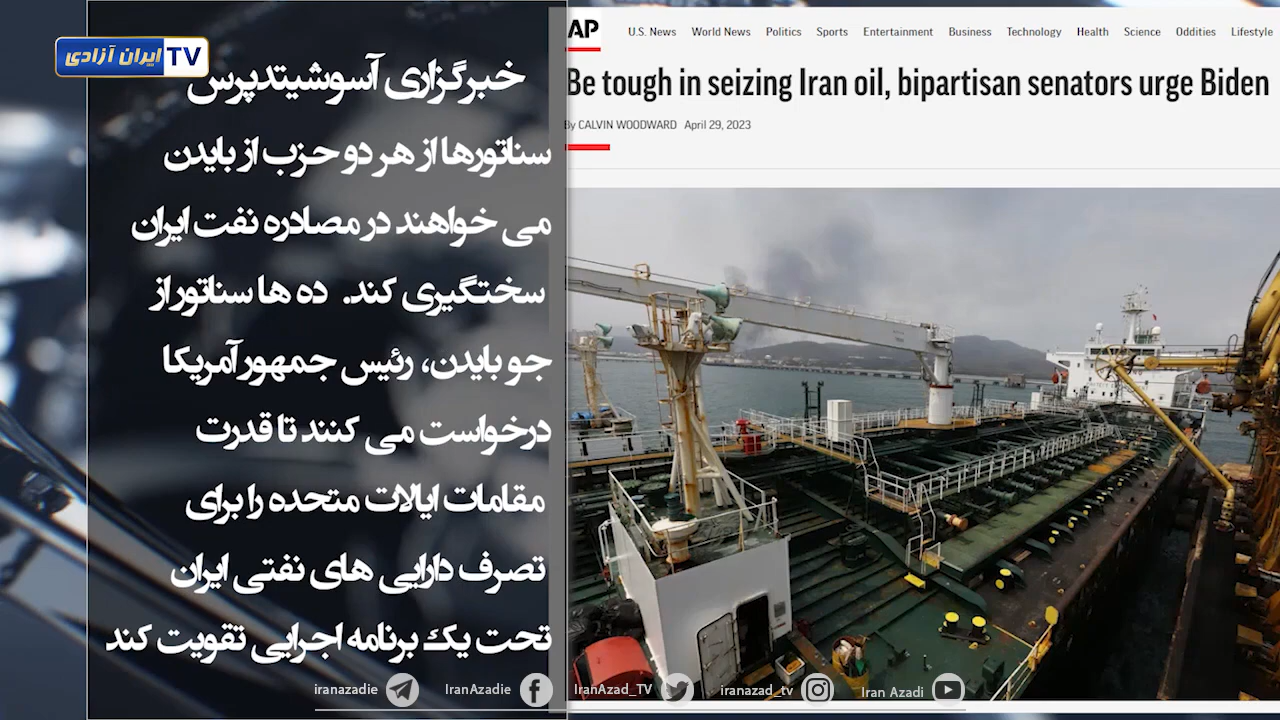 ایران آزادی TV
خبرگزاری آسوشیتدپرس
سناتورها از هر دو حزب از بایدن
می خواهند در مصادره نفت ایران
سختگیری کند. ده ها سناتور از
جو بایدن، رئیس جمهور آمریکا
درخواست می کنند تا قدرت
مقامات ایالات متحده را برای
تصرف دارایی های نفتی ایران
تحت یک برنامه اجرایی تقویت کند
AP
U.S. News World News Politics Sports Entertainment Business Technology Health Science Oddities Lifestyle
Be tough in seizing Iran oil, bipartisan senators urge Biden
By CALVIN WOODWARD April 29, 2023
iranazadie IranAzadie IranAzad_TV iranazad_tv Iran Azadi